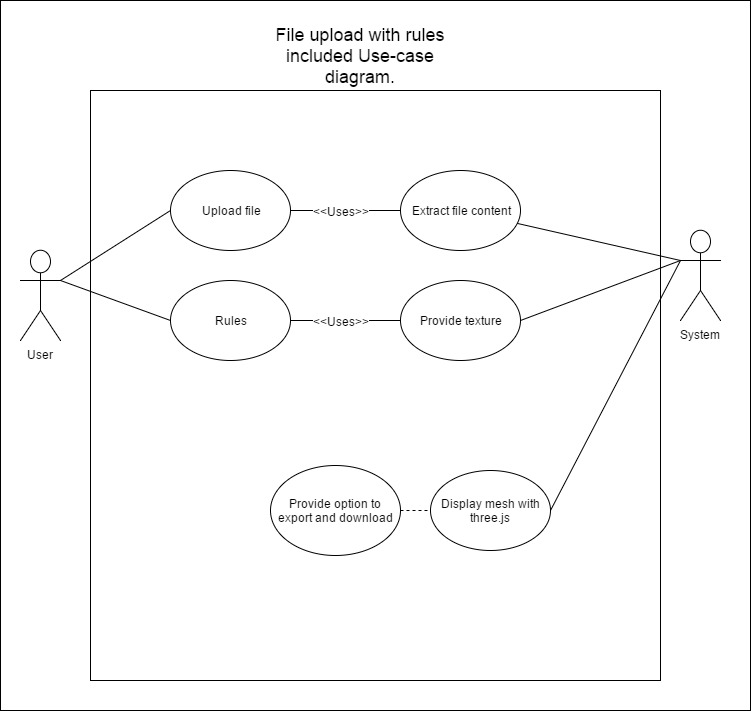 File upload with rules
included Use-case
diagram.
Upload file
<<Uses>>
Extract file content
Rules
<<Uses>>
Provide texture
User
System
Provide option to
export and download
Display mesh with
three.js